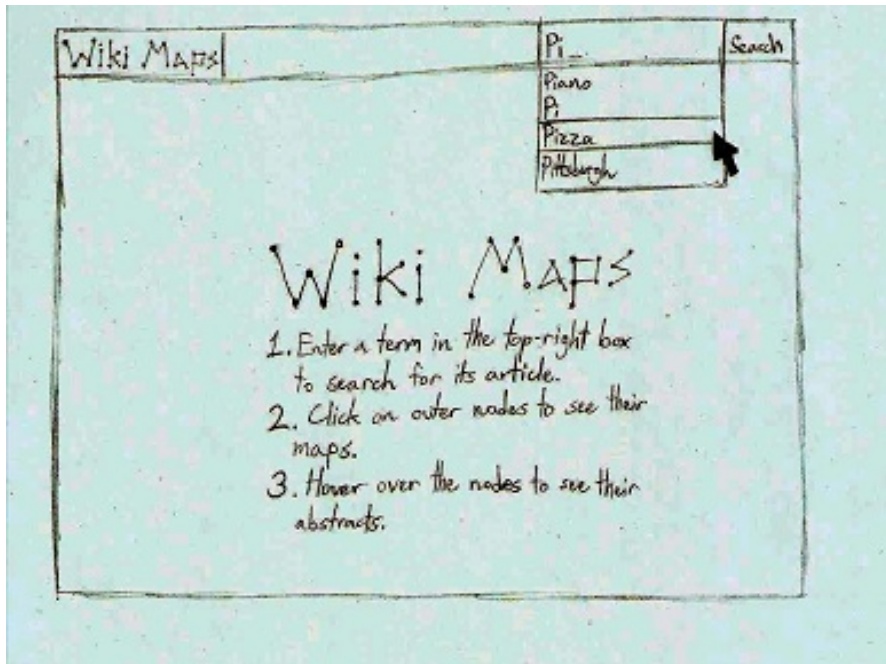 Wiki Maps
Pi_
Search
Piano
Pi
Pizza
Pittsburgh
Wiki Maps
1. Enter a term in the top-right box
to search for its article.
2. Click on outer nodes to see their
maps.
3. Hover over the nodes to see their
abstracts.